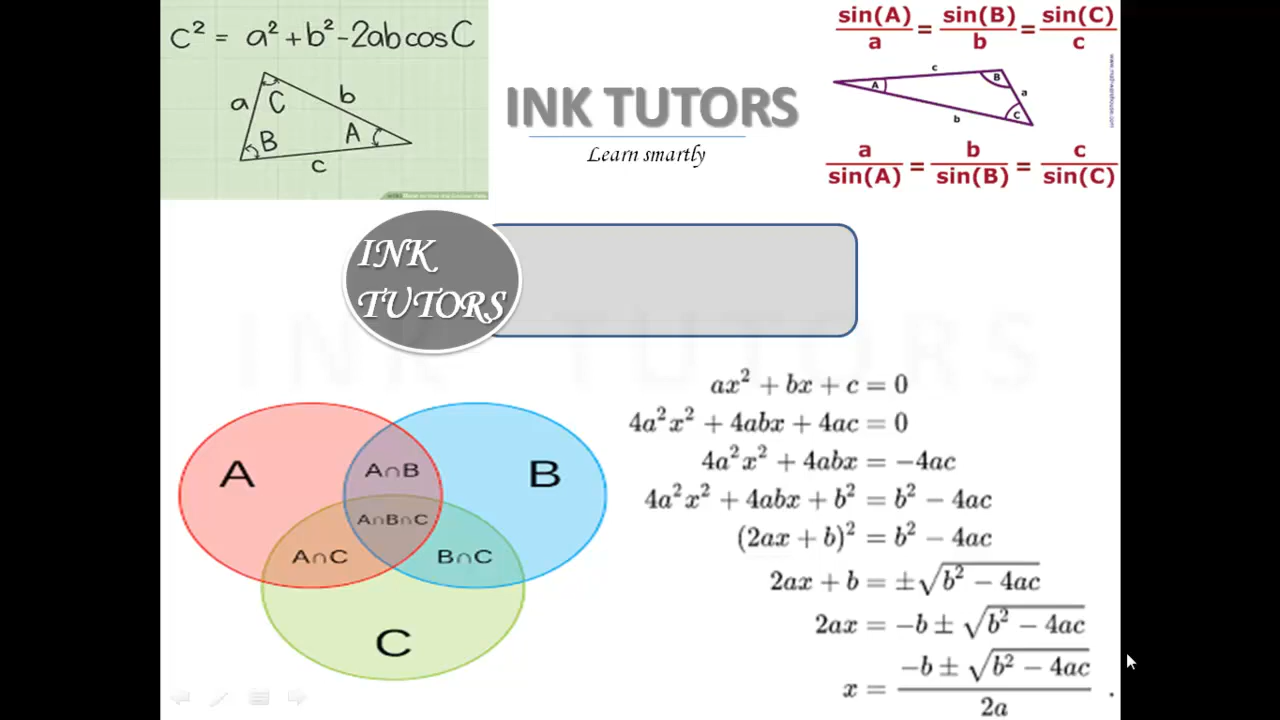 c² = a² + b² - 2ab cos C
a
C
b
B
A
c
INK TUTORS
Learn smartly
sin(A)/a = sin(B)/b = sin(C)/c
c
B
A
a
C
b
a/sin(A) = b/sin(B) = c/sin(C)
INK
TUTORS
INK TUTORS
A
A∩B
B
A∩B∩C
A∩C
B∩C
C
ax² + bx + c = 0
4a²x² + 4abx + 4ac = 0
4a²x² + 4abx = −4ac
4a²x² + 4abx + b² = b² − 4ac
(2ax + b)² = b² − 4ac
2ax + b = ±√(b² − 4ac)
2ax = −b ± √(b² − 4ac)
x = (−b ± √(b² − 4ac))/2a .